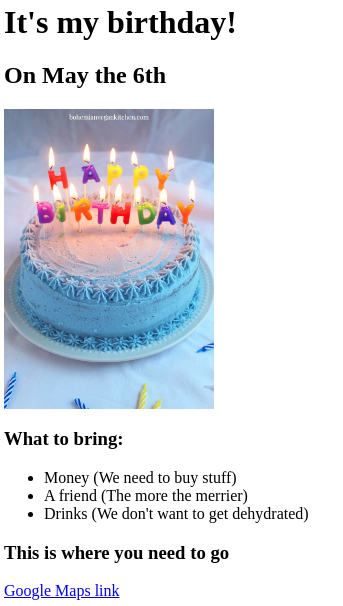 It's my birthday!
On May the 6th
bohemianvegankitchen.com
HAPPY
BIRTHDAY
What to bring:
Money (We need to buy stuff)
A friend (The more the merrier)
Drinks (We don't want to get dehydrated)
This is where you need to go
Google Maps link